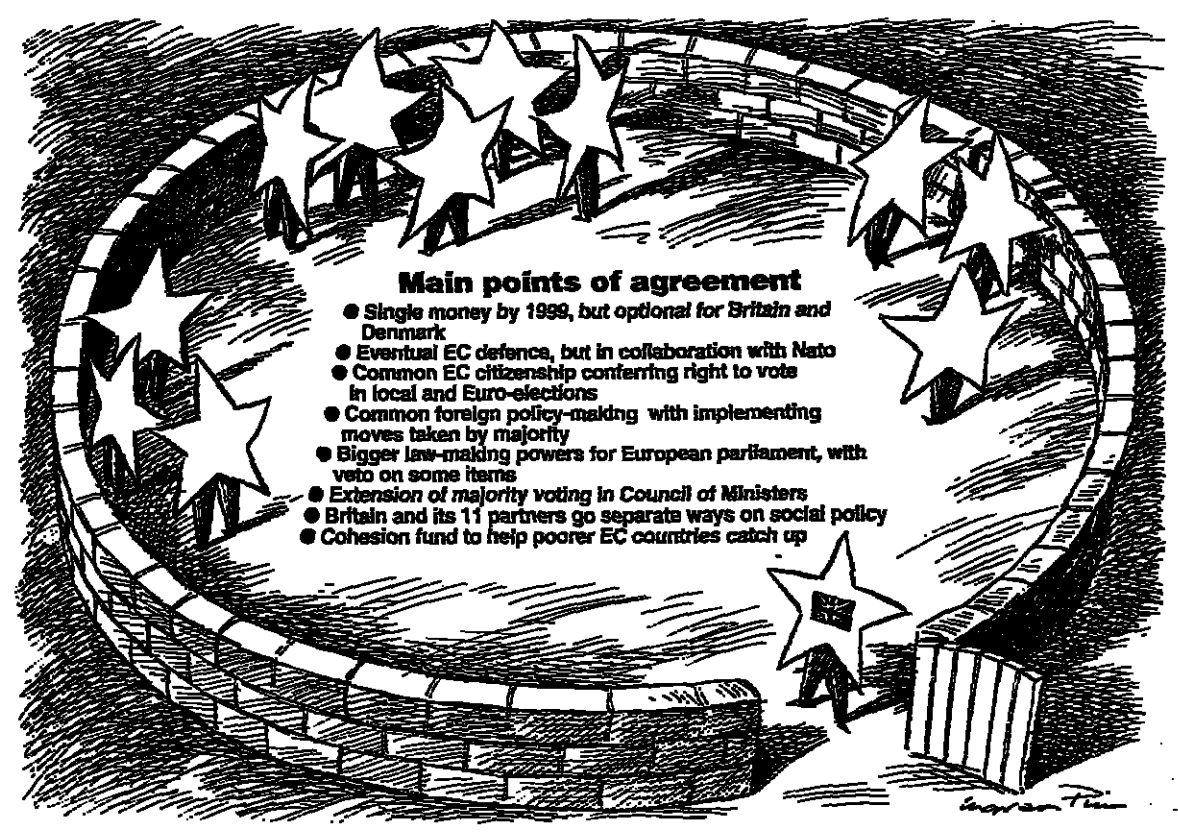 Main points of agreement
● Single money by 1999, but optional for Britain and
Denmark
● Eventual EC defence, but in collaboration with Nato
● Common EC citizenship conferring right to vote
in local and Euro-elections
● Common foreign policy-making with implementing
moves taken by majority
● Bigger law-making powers for European parliament, with
veto on some items
● Extension of majority voting in Council of Ministers
● Britain and its 11 partners go separate ways on social policy
● Cohesion fund to help poorer EC countries catch up